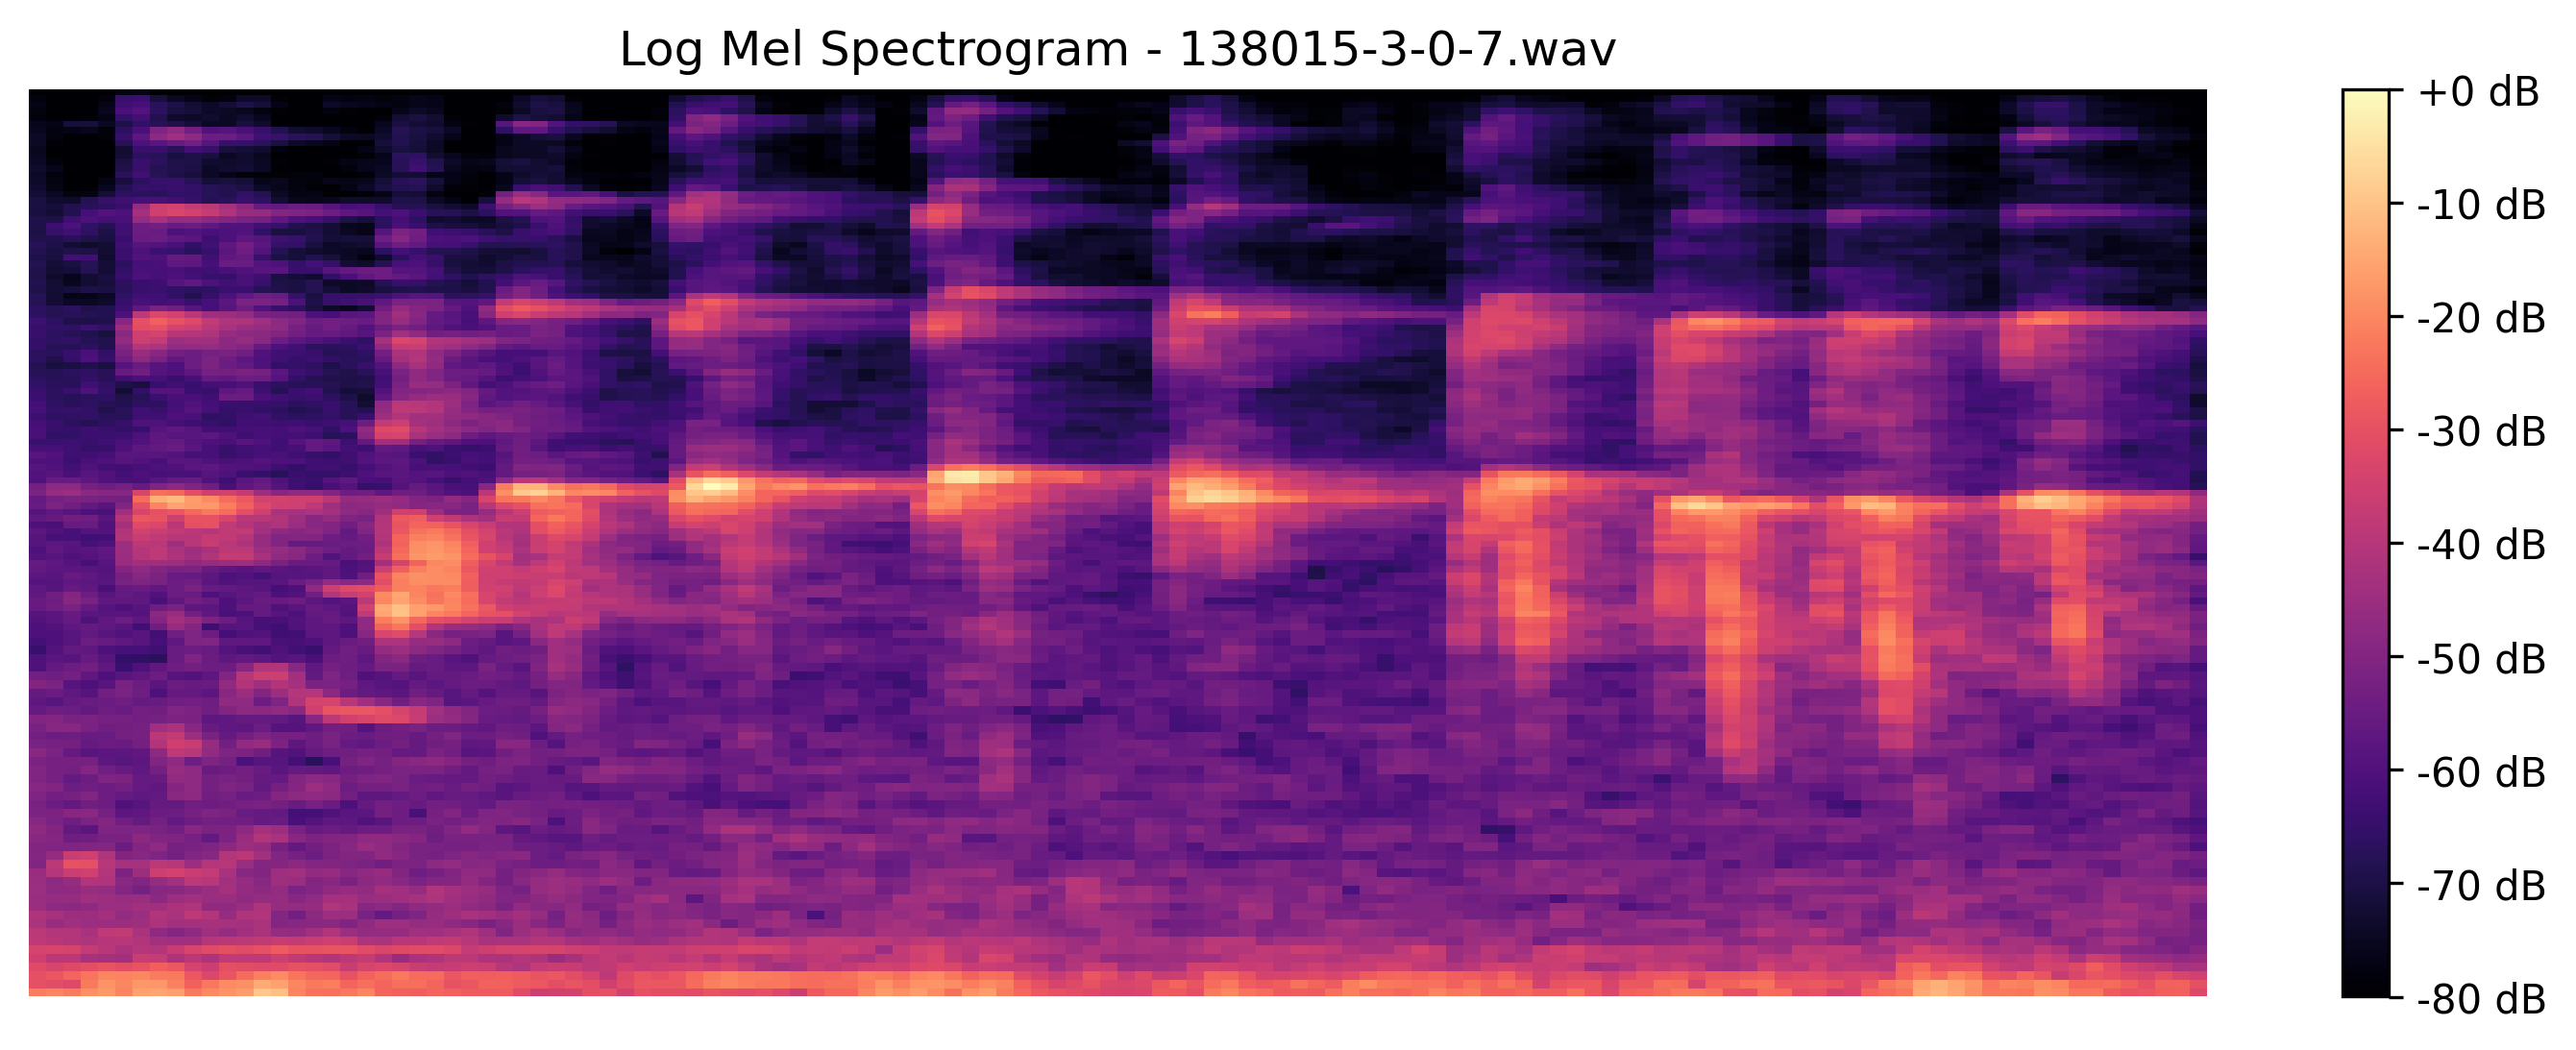 Log Mel Spectrogram - 138015-3-0-7.wav
+0 dB
-10 dB
-20 dB
-30 dB
-40 dB
-50 dB
-60 dB
-70 dB
-80 dB